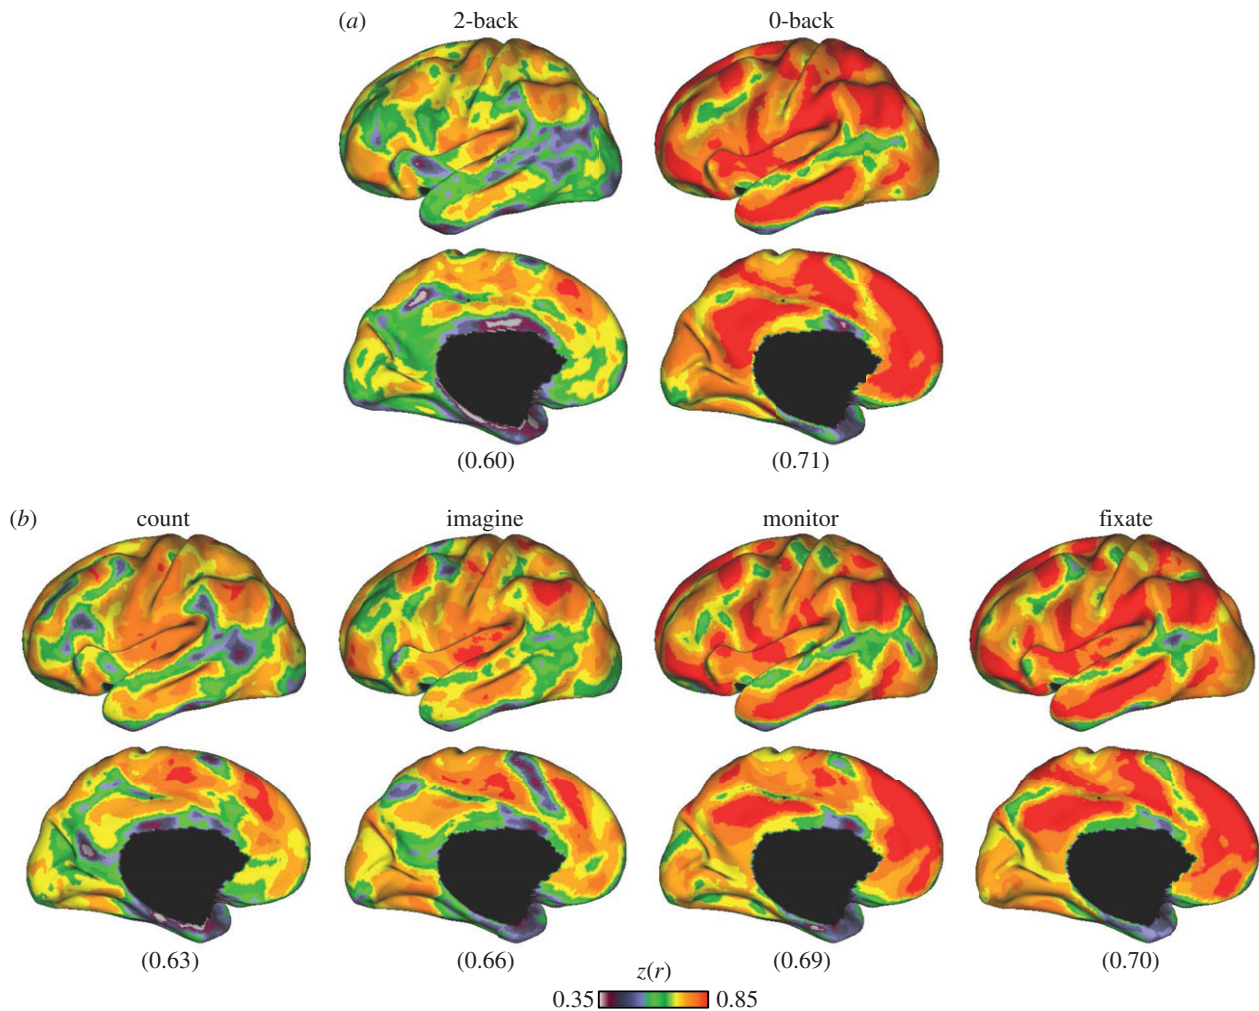 (a) 2-back 0-back
(0.60) (0.71)
(b) count imagine monitor fixate
(0.63) (0.66) (0.69) (0.70)
z(r)
0.35 0.85